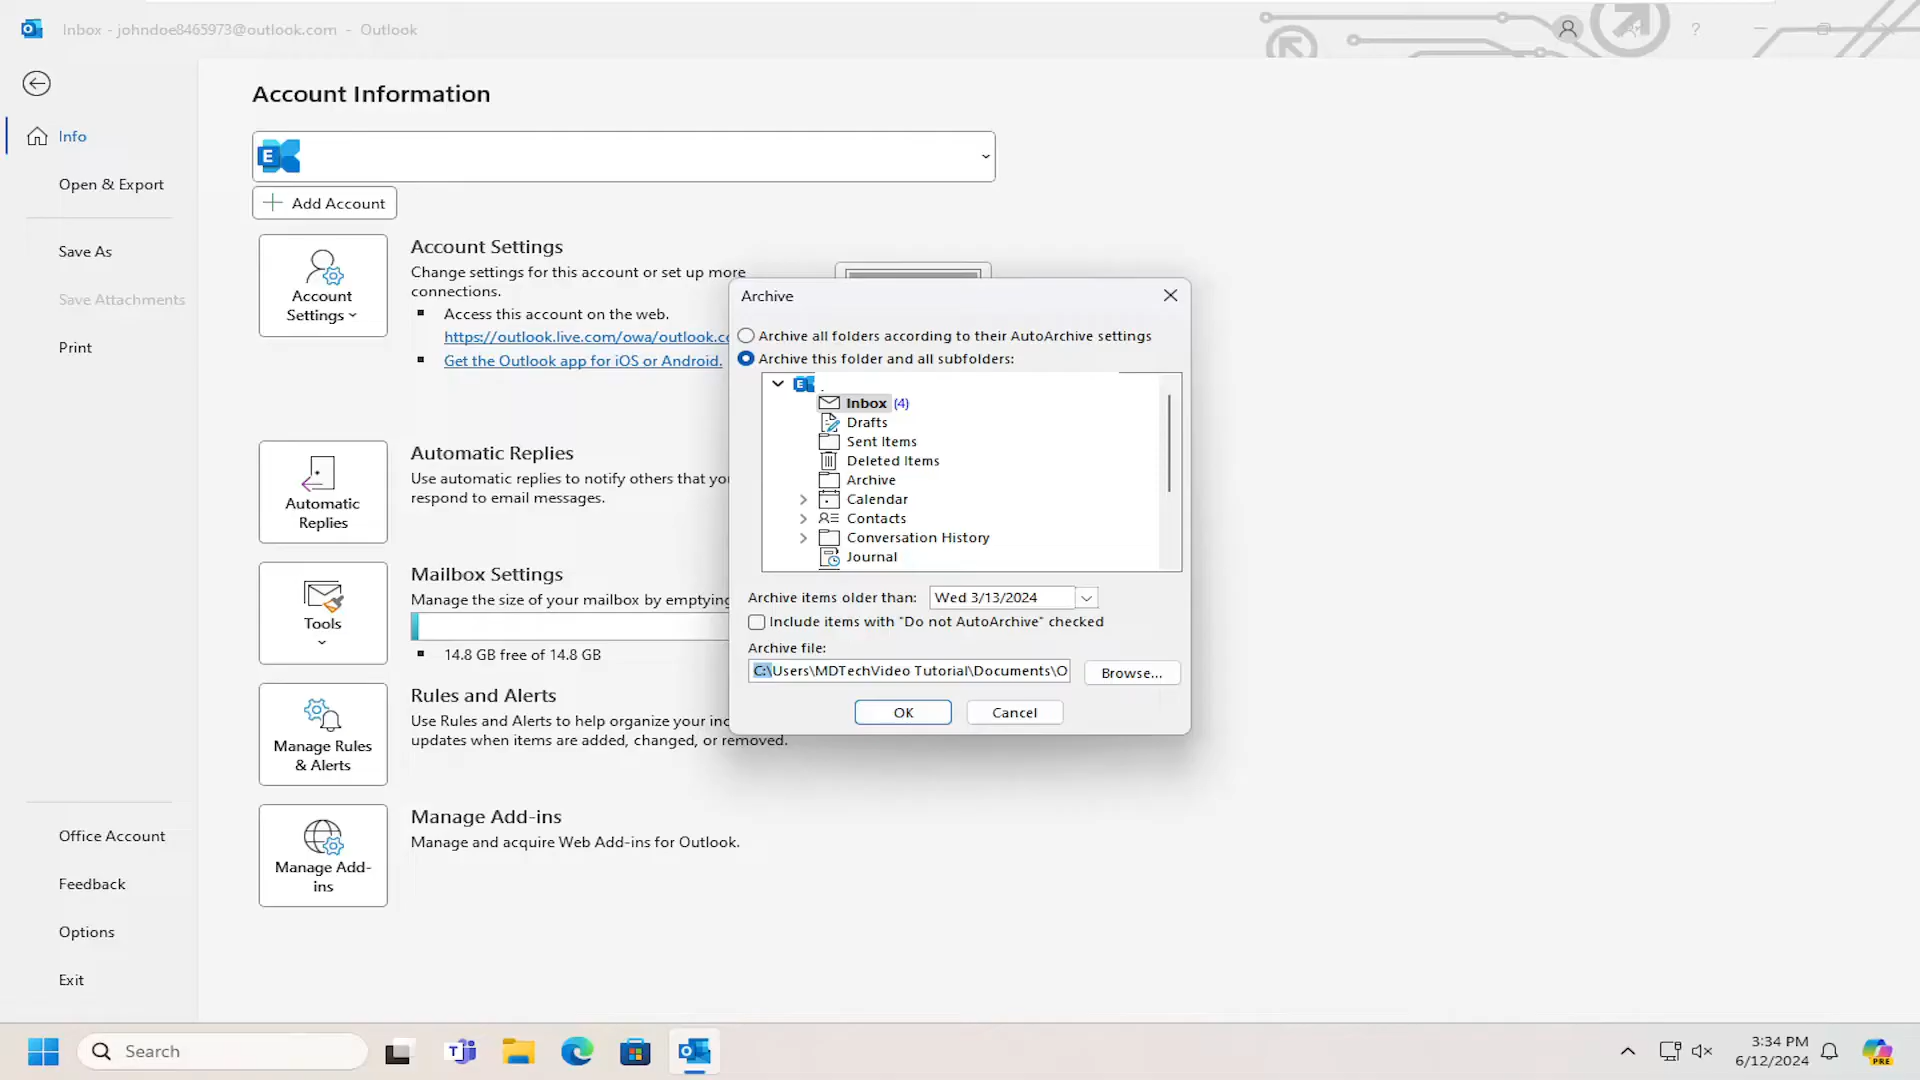 Inbox - johndoe8465973@outlook.com - Outlook
?
Account Information
Info
Open & Export
Save As
Save Attachments
Print
Office Account
Feedback
Options
Exit
E
Add Account
Account
Settings
Account Settings
Change settings for this account or set up more
connections.
Access this account on the web.
https://outlook.live.com/owa/outlook.co
Get the Outlook app for iOS or Android.
Automatic
Replies
Automatic Replies
Use automatic replies to notify others that you
respond to email messages.
Tools
Mailbox Settings
Manage the size of your mailbox by emptying
14.8 GB free of 14.8 GB
Manage Rules
& Alerts
Rules and Alerts
Use Rules and Alerts to help organize your inc
updates when items are added, changed, or removed.
Manage Add-
ins
Manage Add-ins
Manage and acquire Web Add-ins for Outlook.
Archive
Archive all folders according to their AutoArchive settings
Archive this folder and all subfolders:
E
Inbox (4)
Drafts
Sent Items
Deleted Items
Archive
Calendar
Contacts
Conversation History
Journal
Archive items older than: Wed 3/13/2024
Include items with "Do not AutoArchive" checked
Archive file:
C:\Users\MDTechVideo Tutorial\Documents\O
Browse...
OK
Cancel
Search
3:34 PM
6/12/2024
PRE